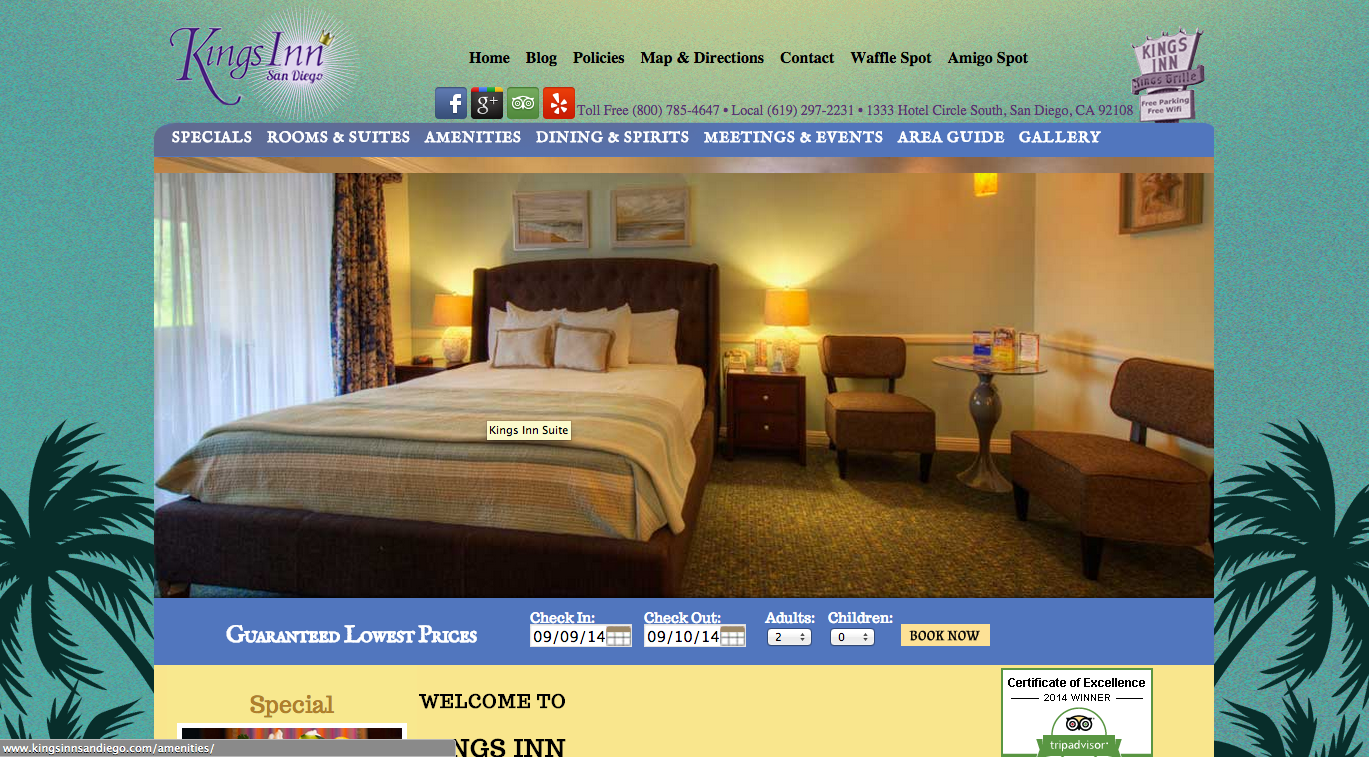 Kings Inn
San Diego
Home Blog Policies Map & Directions Contact Waffle Spot Amigo Spot
KINGS
INN
Kings Grille
Free Parking
Free Wifi
f g+
Toll Free (800) 785-4647 • Local (619) 297-2231 • 1333 Hotel Circle South, San Diego, CA 92108
SPECIALS ROOMS & SUITES AMENITIES DINING & SPIRITS MEETINGS & EVENTS AREA GUIDE GALLERY
Kings Inn Suite
Guaranteed Lowest Prices
Check In: Check Out: Adults: Children:
09/09/14 09/10/14 2 0 BOOK NOW
Special
WELCOME TO
NGS INN
Certificate of Excellence
2014 WINNER
tripadvisor
www.kingsinnsandiego.com/amenities/